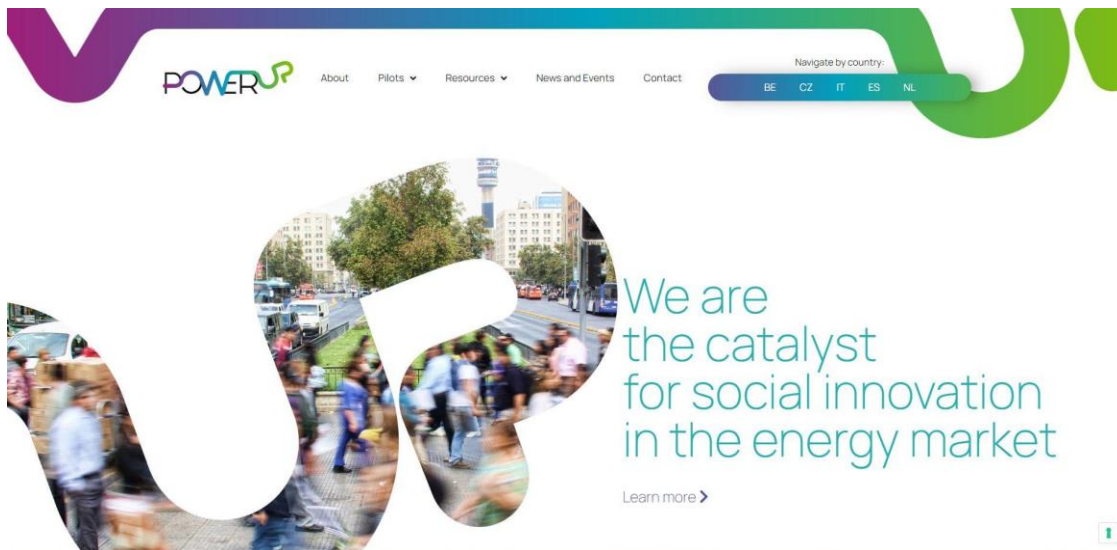 POWERUP
About
Pilots
Resources
News and Events
Contact
Navigate by country:
BE CZ IT ES NL
We are
the catalyst
for social innovation
in the energy market
Learn more